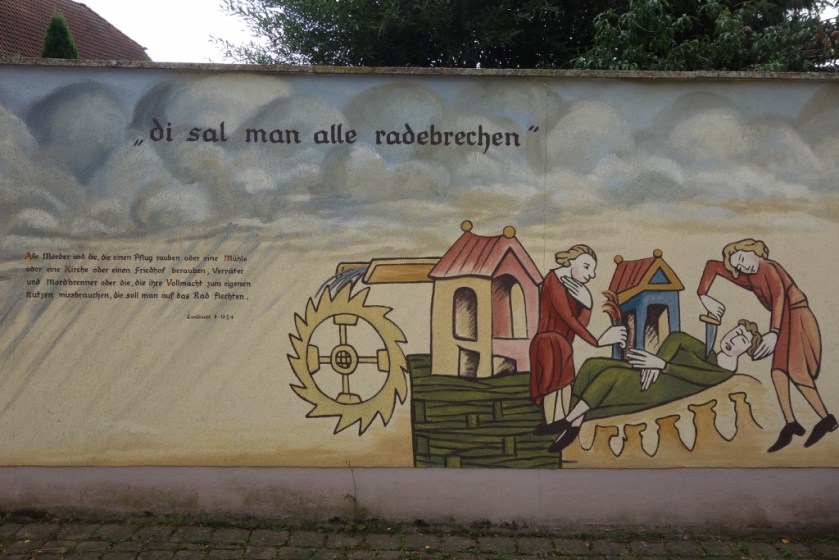 „di sal man alle radebrechen"
Alle Mörder und die, die einen Pflug rauben oder eine Mühle
oder eine Kirche oder einen Friedhof berauben, Verräter
und Mordbrenner oder die, die ihre Vollmacht zum eigenen
Nutzen missbrauchen, die soll man auf das Rad flechten.
Landrecht